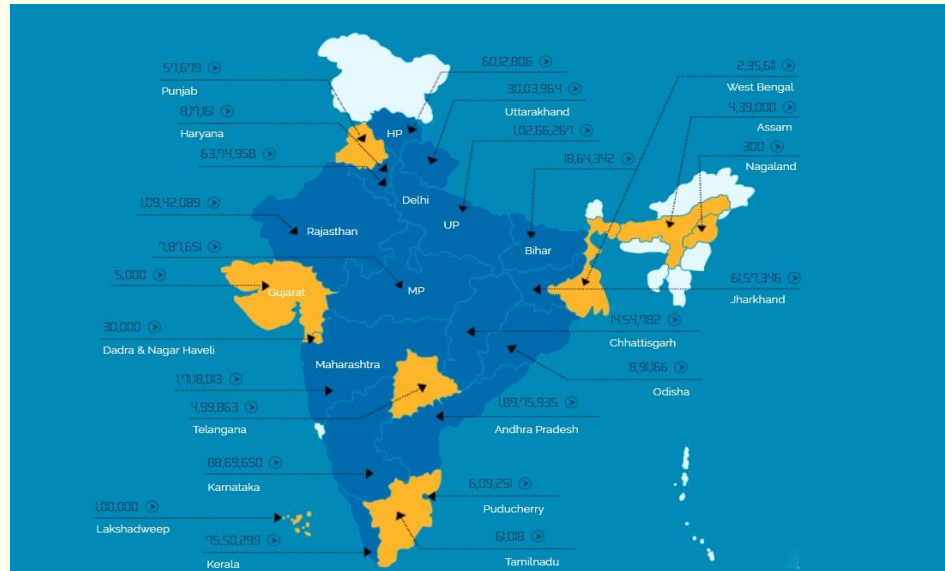 57,679
Punjab
8,17,161
Haryana
63,74,958
1,09,42,089
7,87,651
5,000
30,000
Dadra & Nagar Haveli
1,71,18,013
4,99,863
Telangana
88,69,650
Karnataka
1,00,000
Lakshadweep
75,50,299
Kerala
HP
Delhi
UP
Rajasthan
Bihar
MP
Gujarat
Maharashtra
60,12,806
30,03,964
Uttarakhand
1,02,66,267
18,64,342
2,35,611
West Bengal
4,39,000
Assam
300
Nagaland
61,57,346
Jharkhand
14,54,782
Chhattisgarh
8,91,166
Odisha
1,89,75,935
Andhra Pradesh
6,09,251
Puducherry
61,018
Tamilnadu